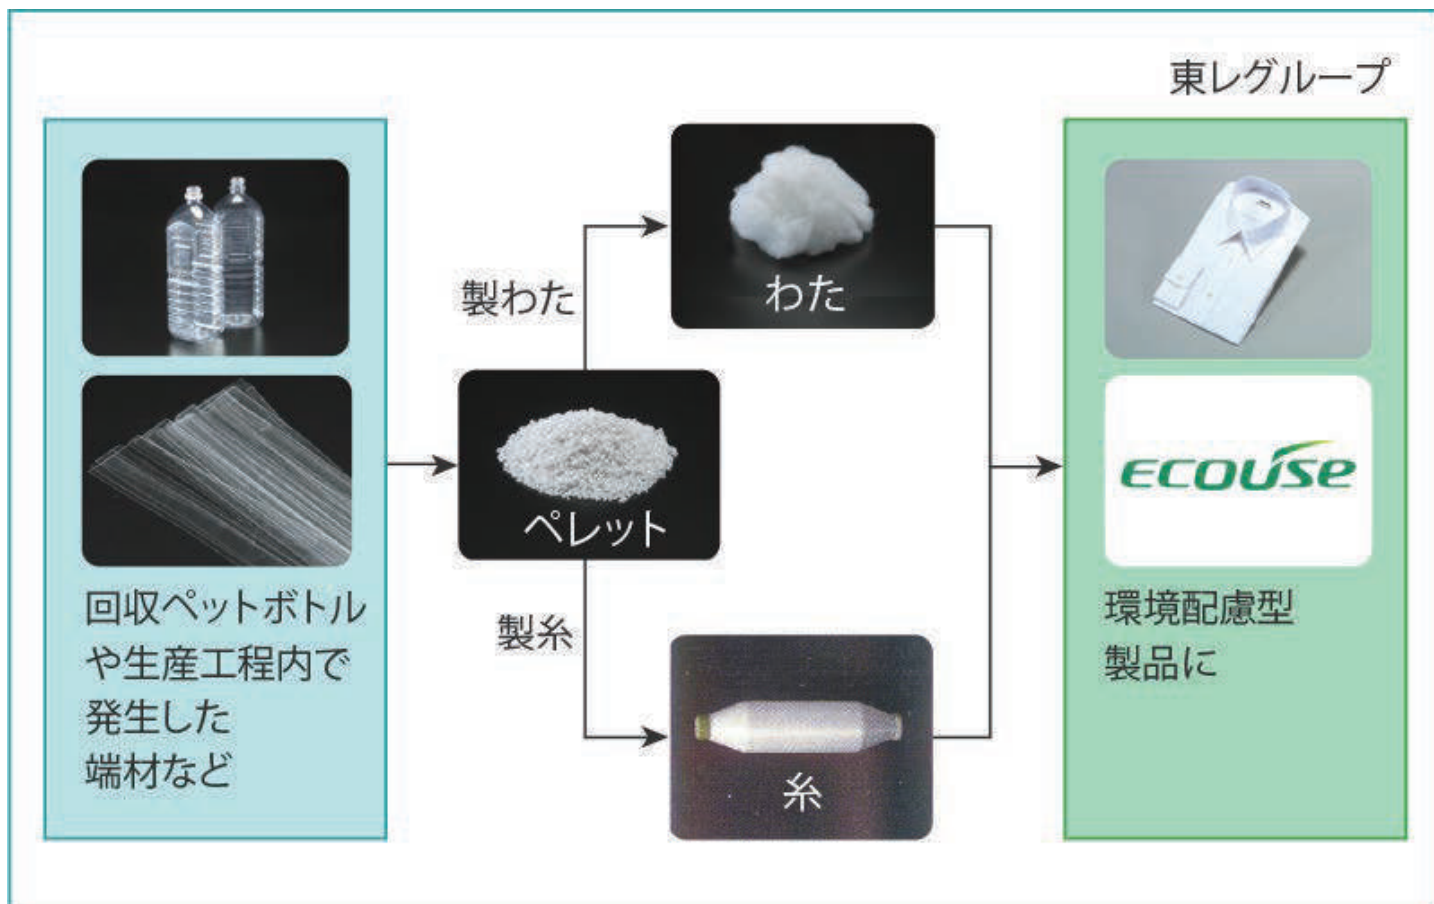 東レグループ
回収ペットボトル
や生産工程内で
発生した
端材など
ペレット
製わた
わた
製糸
糸
ECOUSE
環境配慮型
製品に